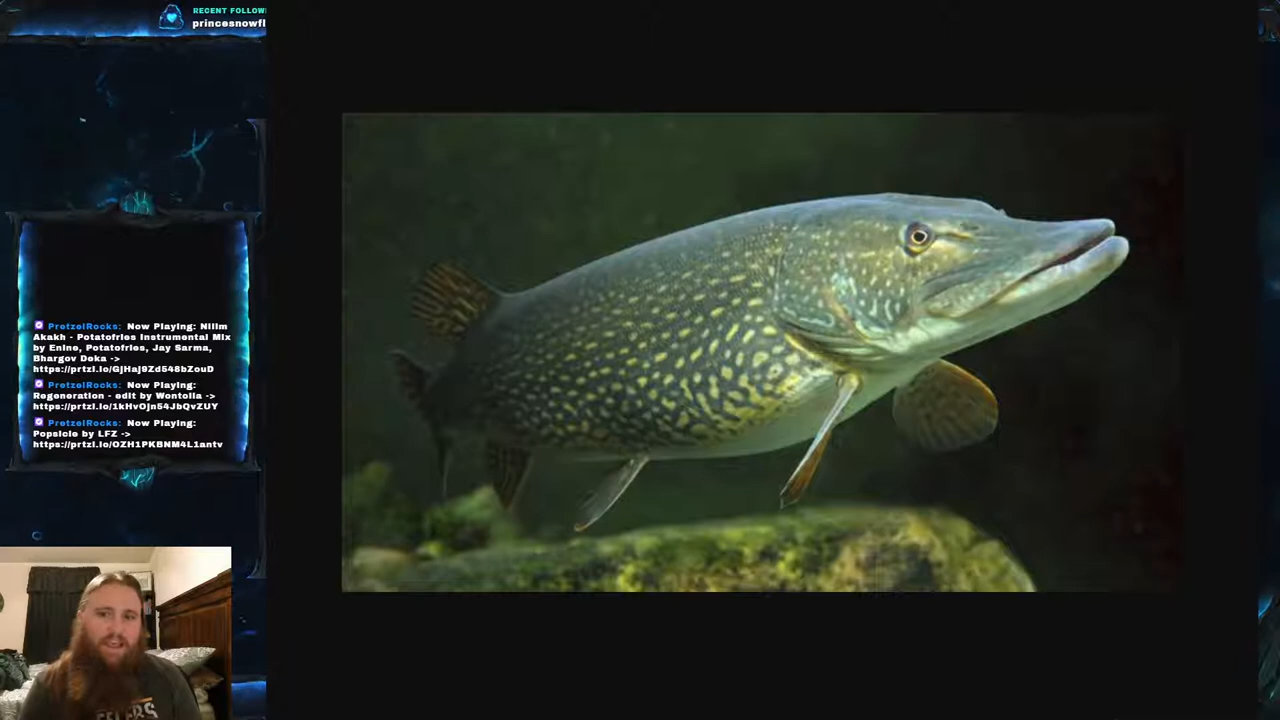 RECENT FOLLOW
princesnowfl
PretzelRocks: Now Playing: Nilim
Akakh - Potatofries Instrumental Mix
by Enino, Potatofries, Jay Sarma,
Bhargov Deka ->
https://prtzl.io/GjHaj9Zd548bZouD
PretzelRocks: Now Playing:
Regeneration - edit by Wontolla ->
https://prtzl.io/1kHvOjn54JbQvZUY
PretzelRocks: Now Playing:
Popsicle by LFZ ->
https://prtzl.io/OZH1PKBNM4L1antv